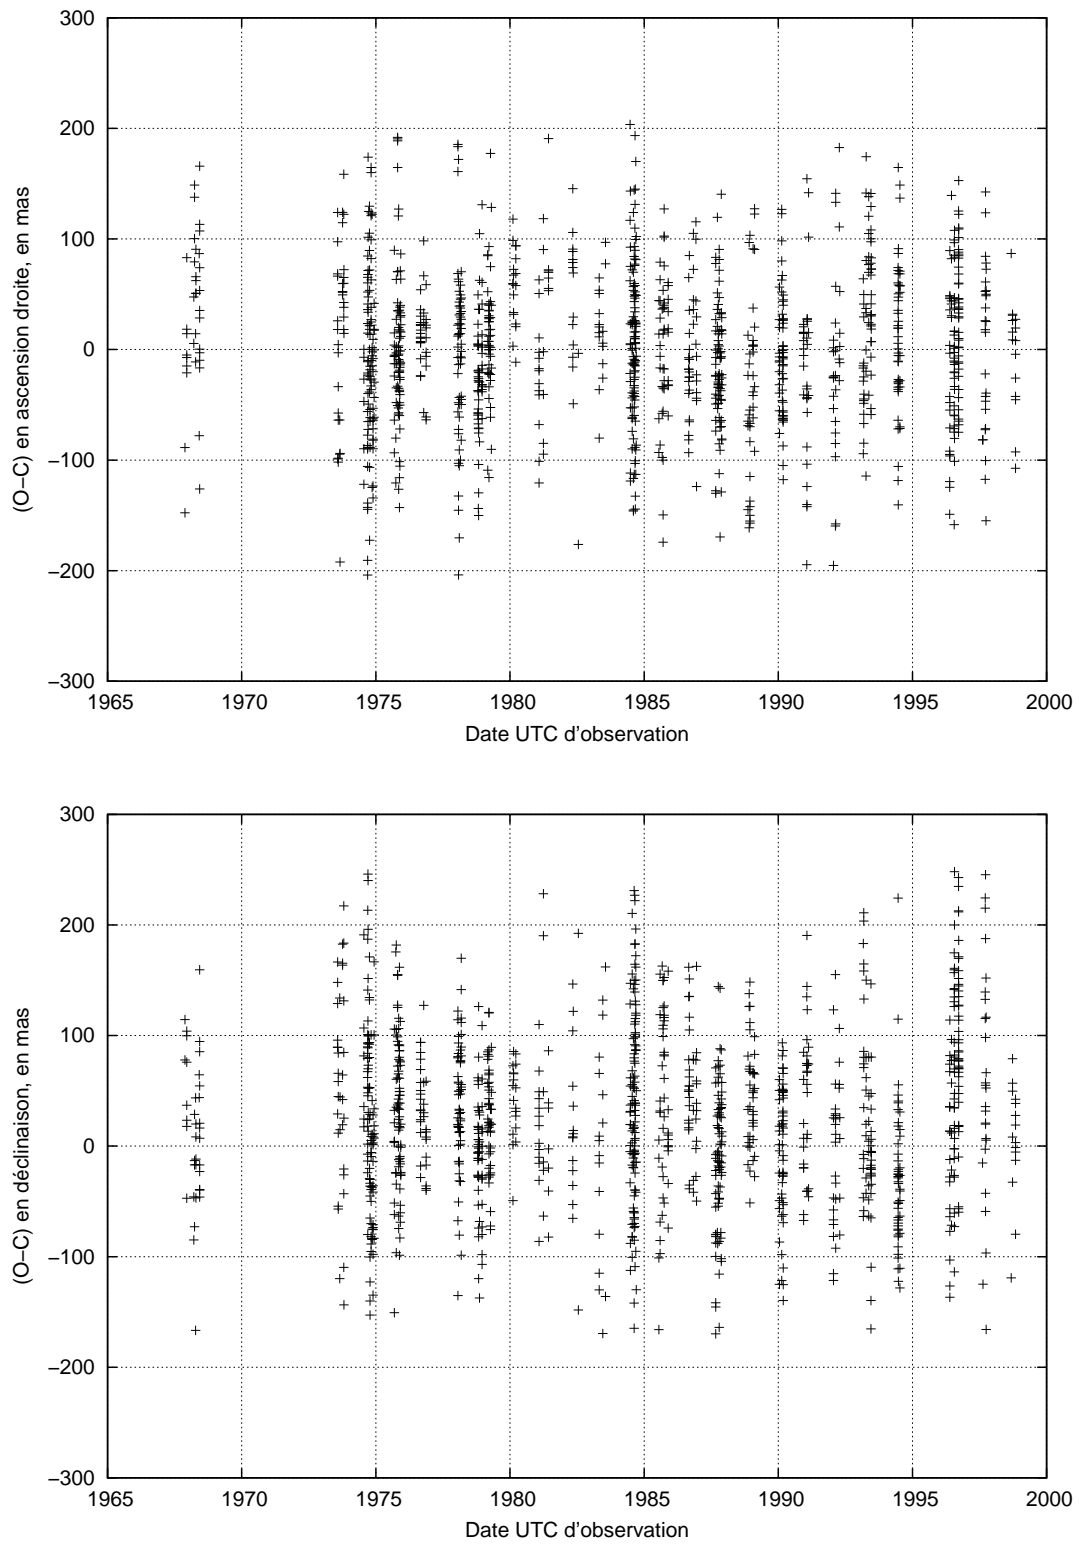 300
200
100
0
−100
−200
−300
1965 1970 1975 1980 1985 1990 1995 2000
(O−C) en ascension droite, en mas
Date UTC d'observation
300
200
100
0
−100
−200
−300
1965 1970 1975 1980 1985 1990 1995 2000
(O−C) en déclinaison, en mas
Date UTC d'observation